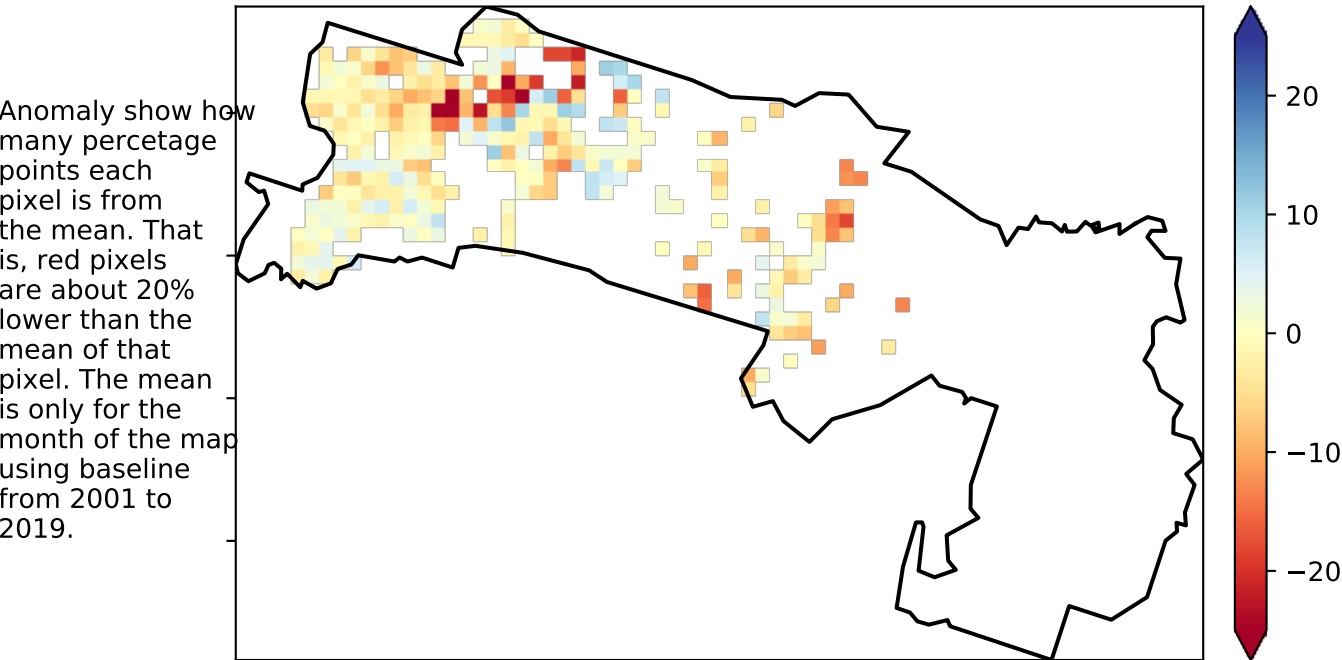 Anomaly show how
many percetage
points each
pixel is from
the mean. That
is, red pixels
are about 20%
lower than the
mean of that
pixel. The mean
is only for the
month of the map
using baseline
from 2001 to
2019.
20
10
0
−10
−20